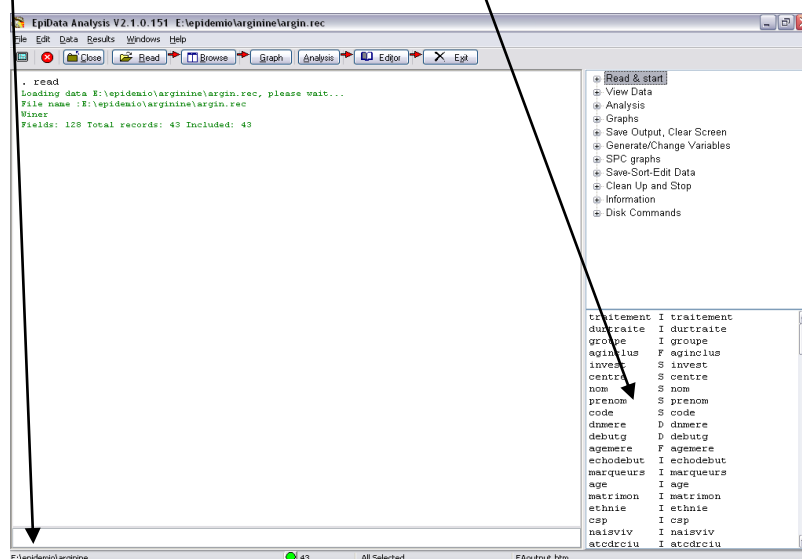 EpiData Analysis V2.1.0.151 E:\epidemio\arginine\argin.rec
File Edit Data Results Windows Help
Close Read Browse Graph Analysis Editor Exit
. read
Loading data E:\epidemio\arginine\argin.rec, please wait...
File name :E:\epidemio\arginine\argin.rec
Winer
Fields: 128 Total records: 43 Included: 43
Read & start
View Data
Analysis
Graphs
Save Output, Clear Screen
Generate/Change Variables
SPC graphs
Save-Sort-Edit Data
Clean Up and Stop
Information
Disk Commands
traitement I traitement
durtraite I durtraite
groupe I groupe
aginclus F aginclus
invest S invest
centre S centre
nom S nom
prenom S prenom
code S code
dnmere D dnmere
debutg D debutg
agemere F agemere
echodebut I echodebut
marqueurs I marqueurs
age I age
matrimon I matrimon
ethnie I ethnie
csp I csp
naisviv I naisviv
atcdrciu I atcdrciu
E:\epidemio\arginine 43 All Selected EAoutput.htm